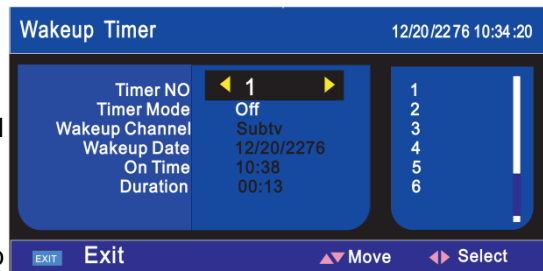 Wakeup Timer 12/20/2276 10:34:20
Timer NO 1
Timer Mode Off
Wakeup Channel Subtv
Wakeup Date 12/20/2276
On Time 10:38
Duration 00:13
1
2
3
4
5
6
EXIT Exit Move Select